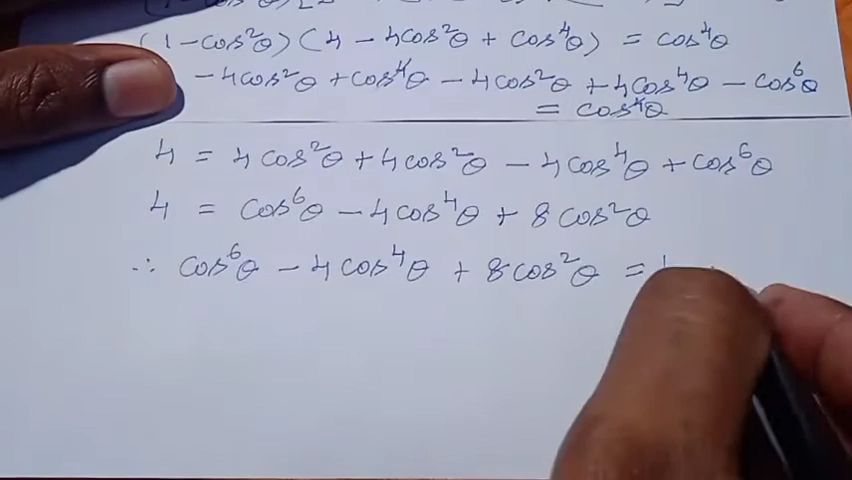 (1 - cos²θ)(4 - 4cos²θ + cos⁴θ) = cos⁴θ
- 4cos²θ + cos⁴θ - 4cos²θ + 4cos⁴θ - cos⁶θ
= cos⁴θ
4 = 4cos²θ + 4cos²θ - 4cos⁴θ + cos⁶θ
4 = cos⁶θ - 4cos⁴θ + 8cos²θ
∴ cos⁶θ - 4cos⁴θ + 8cos²θ =